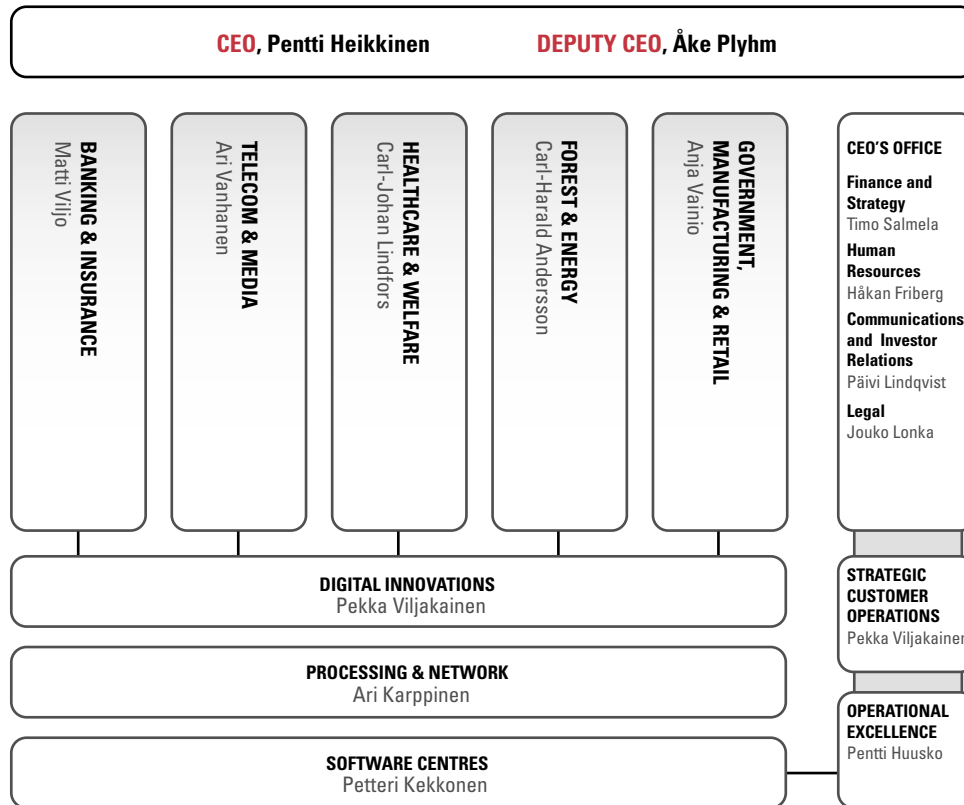 CEO, Pentti Heikkinen
DEPUTY CEO, Åke Plyhm
BANKING & INSURANCE
Matti Viljo
TELECOM & MEDIA
Ari Vanhanen
HEALTHCARE & WELFARE
Carl-Johan Lindfors
FOREST & ENERGY
Carl-Harald Andersson
GOVERNMENT,
MANUFACTURING & RETAIL
Anja Vainio
CEO'S OFFICE
Finance and
Strategy
Timo Salmela
Human
Resources
Håkan Friberg
Communications
and Investor
Relations
Päivi Lindqvist
Legal
Jouko Lonka
DIGITAL INNOVATIONS
Pekka Viljakainen
PROCESSING & NETWORK
Ari Karppinen
SOFTWARE CENTRES
Petteri Kekkonen
STRATEGIC
CUSTOMER
OPERATIONS
Pekka Viljakainen
OPERATIONAL
EXCELLENCE
Pentti Huusko